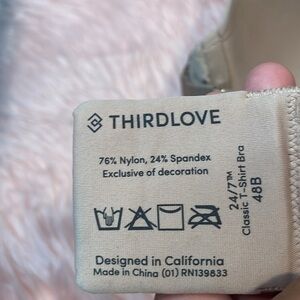 THIRDLOVE
76% Nylon, 24% Spandex
Exclusive of decoration
24/7™
Classic T-Shirt Bra
48B
Designed in California
Made in China (01) RN139833